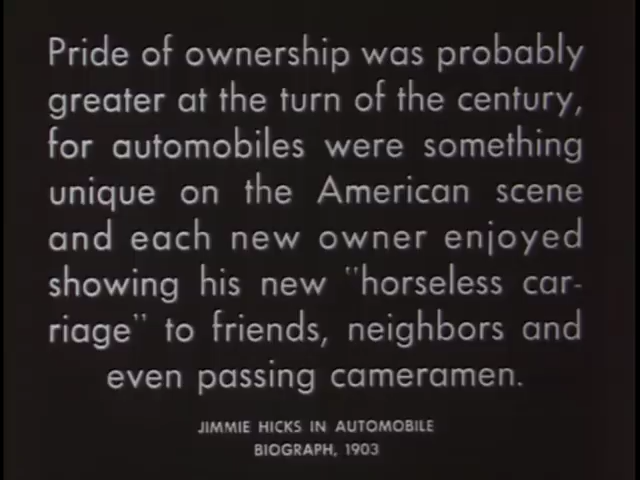 Pride of ownership was probably
greater at the turn of the century,
for automobiles were something
unique on the American scene
and each new owner enjoyed
showing his new "horseless car-
riage" to friends, neighbors and
even passing cameramen.
JIMMIE HICKS IN AUTOMOBILE
BIOGRAPH, 1903